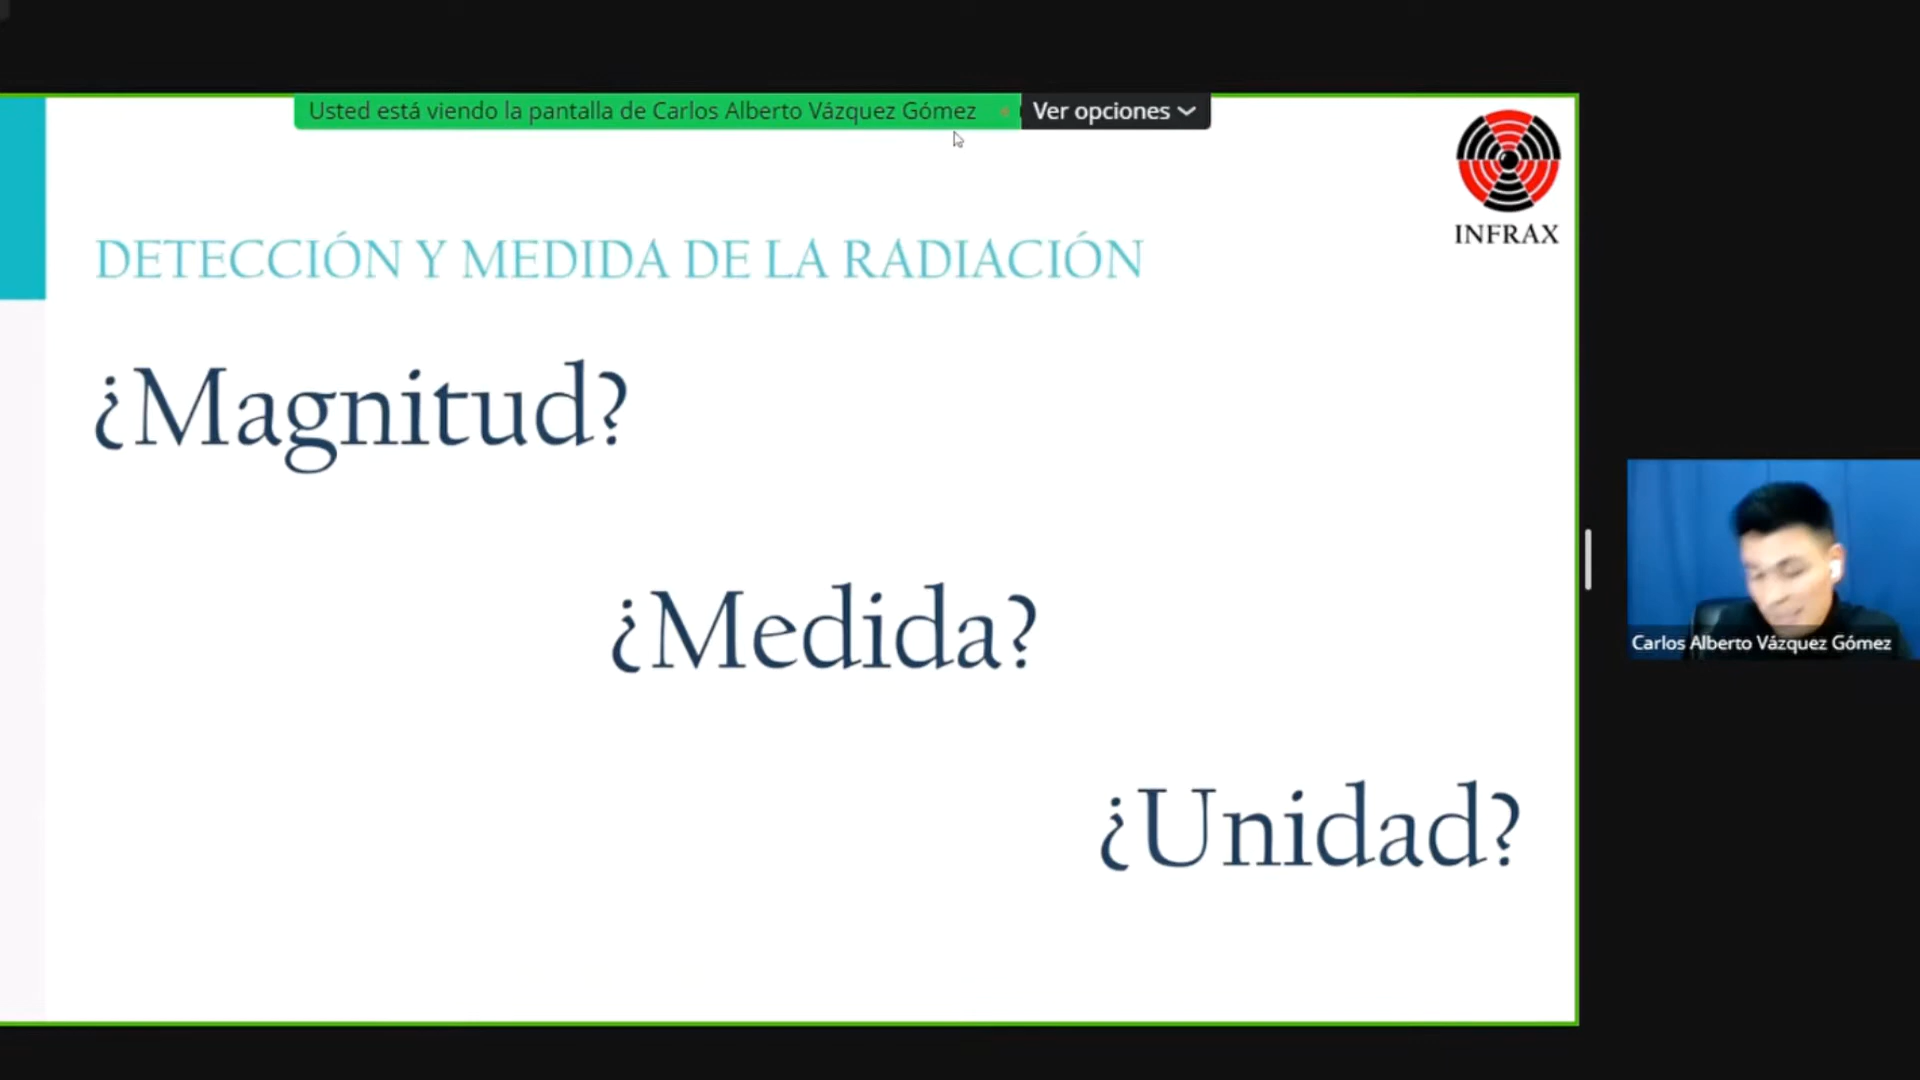 Usted está viendo la pantalla de Carlos Alberto Vázquez Gómez
Ver opciones
INFRAX
DETECCIÓN Y MEDIDA DE LA RADIACIÓN
¿Magnitud?
¿Medida?
Carlos Alberto Vázquez Gómez
¿Unidad?